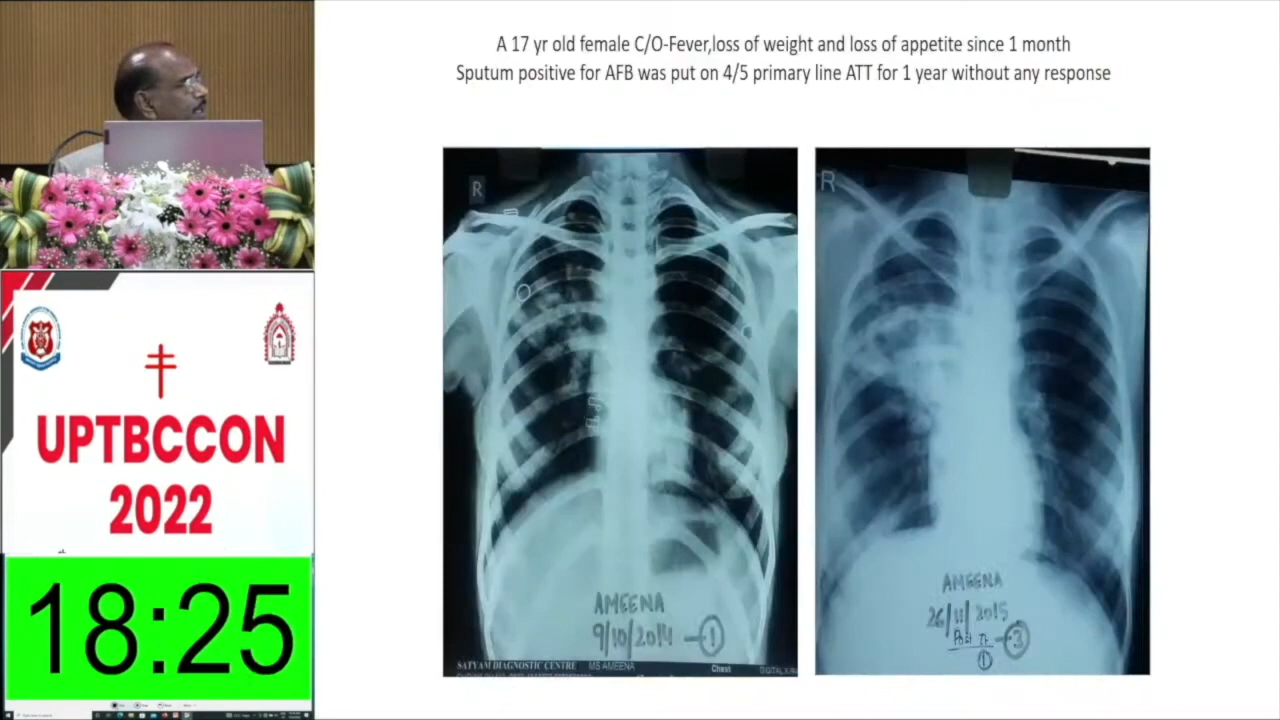 A 17 yr old female C/O-Fever,loss of weight and loss of appetite since 1 month
Sputum positive for AFB was put on 4/5 primary line ATT for 1 year without any response
R
AMEENA
9/10/2014 1
SATYAM DIAGNOSTIC CENTRE MS AMEENA
Chest
R
AMEENA
26/11/2015
3
1
UPTBCCON
2022
18:25